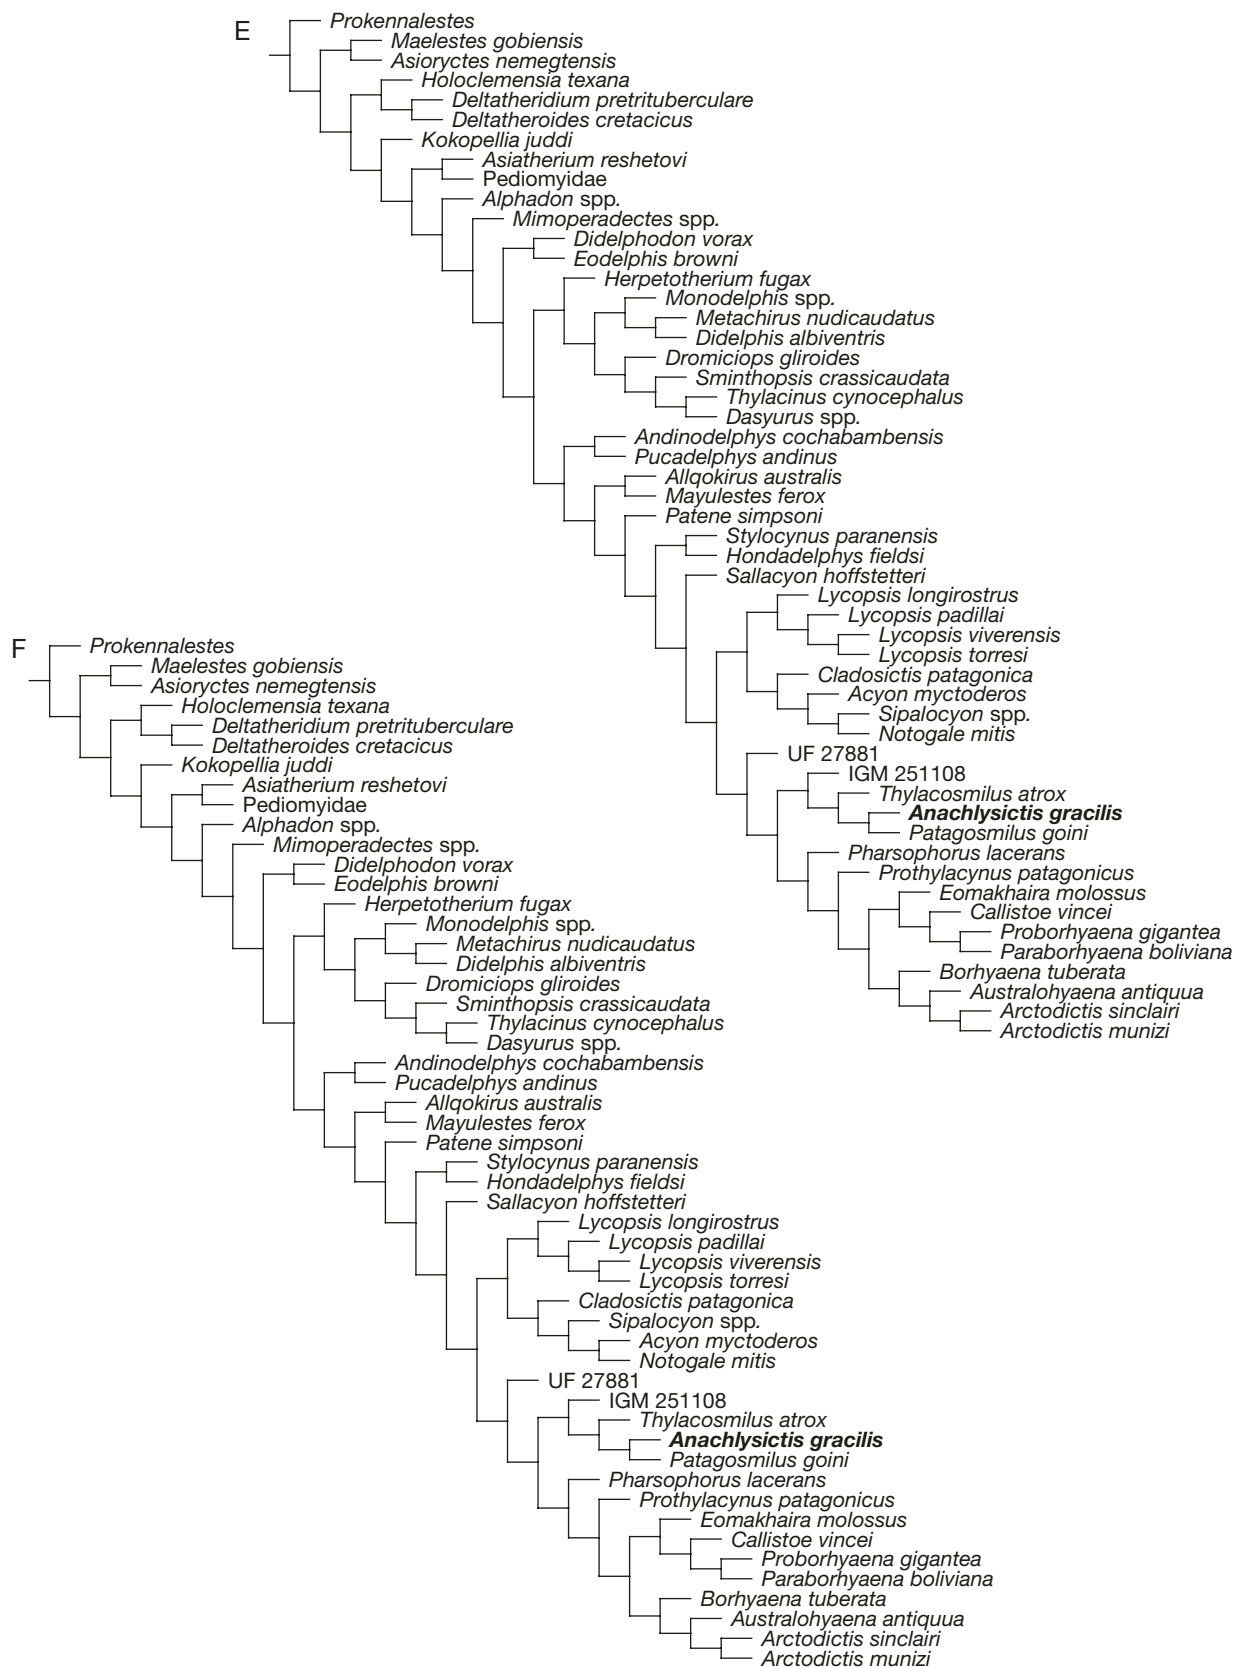 E
Prokennalestes
Maelestes gobiensis
Asioryctes nemegtensis
Holoclemensia texana
Deltatheridium pretrituberculare
Deltatheroides cretacicus
Kokopellia juddi
Asiatherium reshetovi
Pediomyidae
Alphadon spp.
Mimoperadectes spp.
Didelphodon vorax
Eodelphis browni
Herpetotherium fugax
Monodelphis spp.
Metachirus nudicaudatus
Didelphis albiventris
Dromiciops gliroides
Sminthopsis crassicaudata
Thylacinus cynocephalus
Dasyurus spp.
Andinodelphys cochabambensis
Pucadelphys andinus
Allqokirus australis
Mayulestes ferox
Patene simpsoni
Stylocynus paranensis
Hondadelphys fieldsi
Sallacyon hoffstetteri
Lycopsis longirostrus
Lycopsis padillai
Lycopsis viverensis
Lycopsis torresi
Cladosictis patagonica
Acyon myctoderos
Sipalocyon spp.
Notogale mitis
UF 27881
IGM 251108
Thylacosmilus atrox
Anachlysictis gracilis
Patagosmilus goini
Pharsophorus lacerans
Prothylacynus patagonicus
Eomakhaira molossus
Callistoe vincei
Proborhyaena gigantea
Paraborhyaena boliviana
Borhyaena tuberata
Australohyaena antiquua
Arctodictis sinclairi
Arctodictis munizi
F
Prokennalestes
Maelestes gobiensis
Asioryctes nemegtensis
Holoclemensia texana
Deltatheridium pretrituberculare
Deltatheroides cretacicus
Kokopellia juddi
Asiatherium reshetovi
Pediomyidae
Alphadon spp.
Mimoperadectes spp.
Didelphodon vorax
Eodelphis browni
Herpetotherium fugax
Monodelphis spp.
Metachirus nudicaudatus
Didelphis albiventris
Dromiciops gliroides
Sminthopsis crassicaudata
Thylacinus cynocephalus
Dasyurus spp.
Andinodelphys cochabambensis
Pucadelphys andinus
Allqokirus australis
Mayulestes ferox
Patene simpsoni
Stylocynus paranensis
Hondadelphys fieldsi
Sallacyon hoffstetteri
Lycopsis longirostrus
Lycopsis padillai
Lycopsis viverensis
Lycopsis torresi
Cladosictis patagonica
Sipalocyon spp.
Acyon myctoderos
Notogale mitis
UF 27881
IGM 251108
Thylacosmilus atrox
Anachlysictis gracilis
Patagosmilus goini
Pharsophorus lacerans
Prothylacynus patagonicus
Eomakhaira molossus
Callistoe vincei
Proborhyaena gigantea
Paraborhyaena boliviana
Borhyaena tuberata
Australohyaena antiquua
Arctodictis sinclairi
Arctodictis munizi